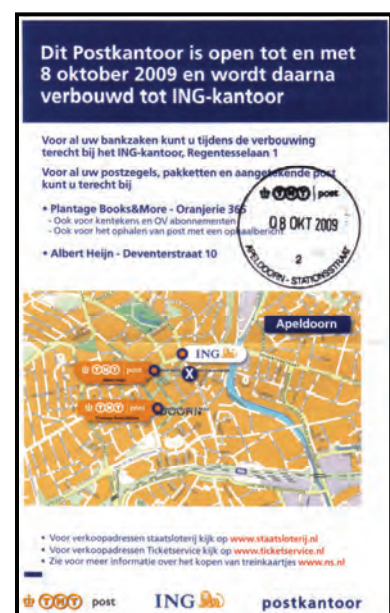 Dit Postkantoor is open tot en met
8 oktober 2009 en wordt daarna
verbouwd tot ING-kantoor
Voor al uw bankzaken kunt u tijdens de verbouwing
terecht bij het ING-kantoor, Regentesselaan 1
Voor al uw postzegels, pakketten en aangetekende post
kunt u terecht bij
• Plantage Books&More - Oranjerie 365
- Ook voor kentekens en OV abonnementen
- Ook voor het ophalen van post met een ophaalbericht
• Albert Heijn - Deventerstraat 10
TNT post
08 OKT 2009
2
APELDOORN - STATIONSSTRAAT
Apeldoorn
ING
TNT post
X
TNT post
DOORN
• Voor verkoopadressen staatsloterij kijk op www.staatsloterij.nl
• Voor verkoopadressen Ticketservice kijk op www.ticketservice.nl
• Zie voor meer informatie over het kopen van treinkaartjes www.ns.nl
TNT post ING postkantoor